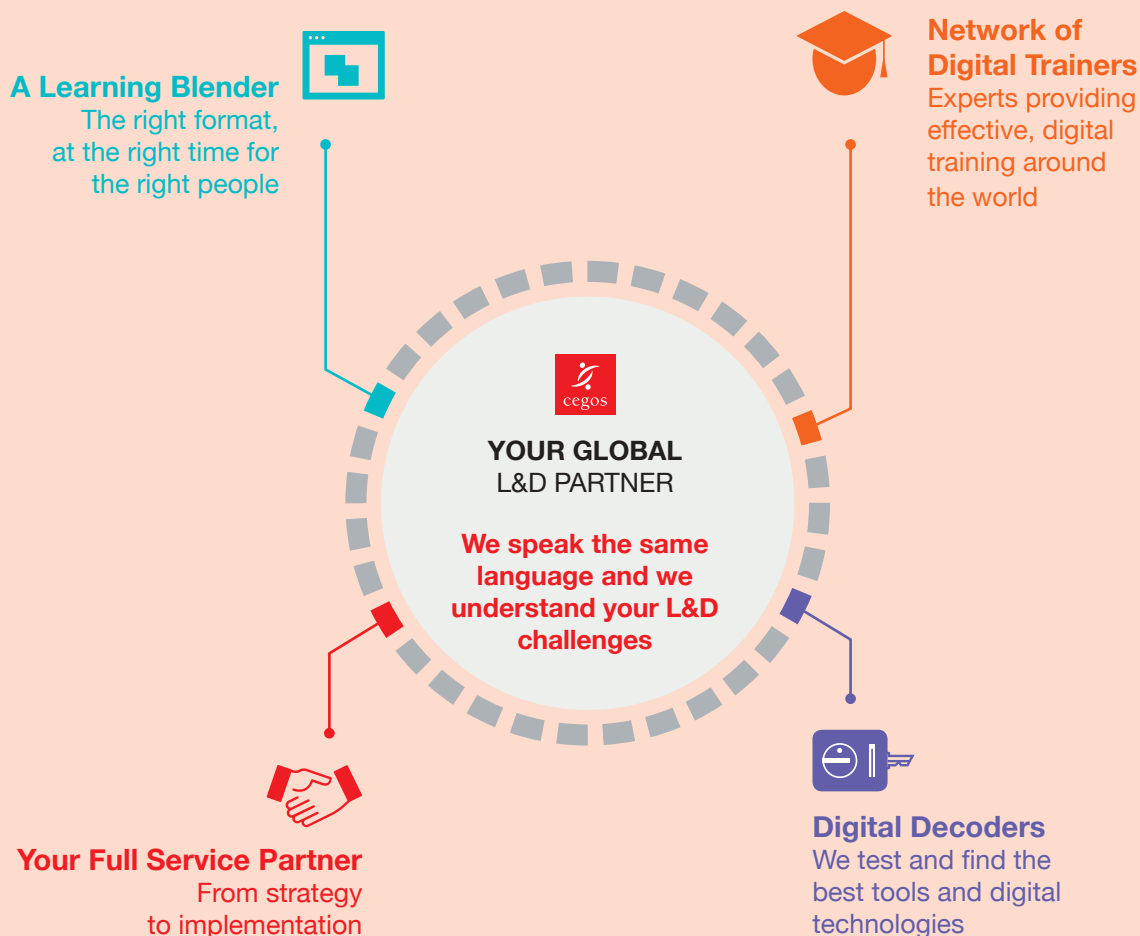 A Learning Blender
The right format,
at the right time for
the right people
Network of
Digital Trainers
Experts providing
effective, digital
training around
the world
cegos
YOUR GLOBAL
L&D PARTNER
We speak the same
language and we
understand your L&D
challenges
Your Full Service Partner
From strategy
to implementation
Digital Decoders
We test and find the
best tools and digital
technologies